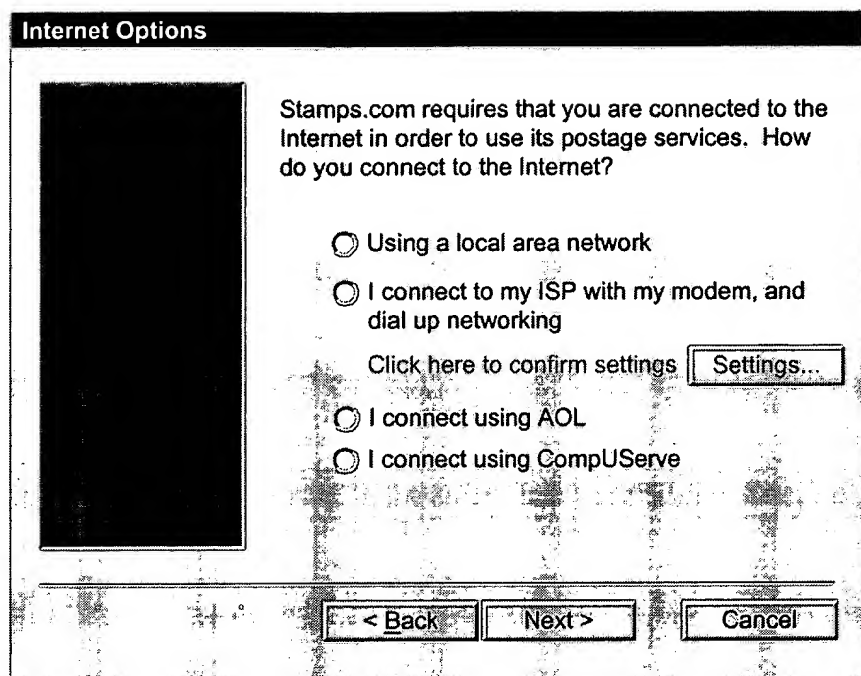 Internet Options
Stamps.com requires that you are connected to the
Internet in order to use its postage services. How
do you connect to the Internet?
Using a local area network
I connect to my ISP with my modem, and
dial up networking
Click here to confirm settings Settings...
I connect using AOL
I connect using CompUServe
< Back Next > Cancel